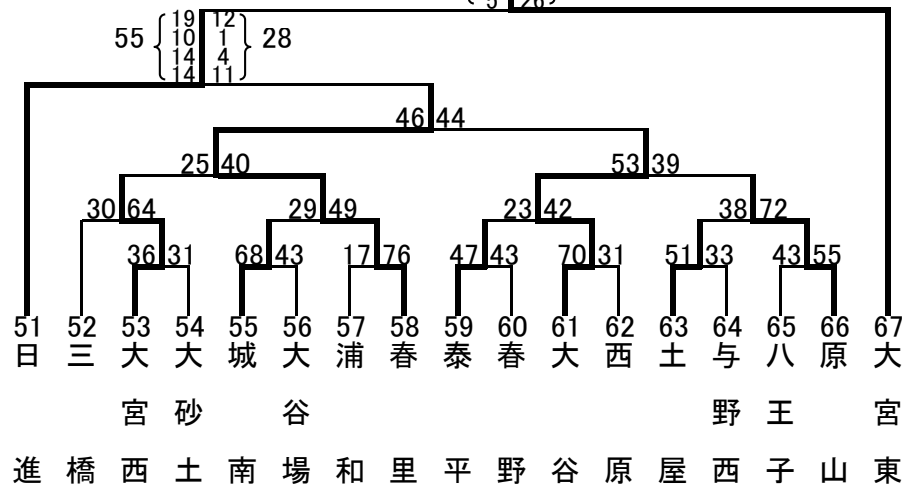 5 26
19 12
55 10 1 28
14 4
14 11
46 44
25 40 53 39
30 64 29 49 23 42 38 72
36 31 68 43 17 76 47 43 70 31 51 33 43 55
51 52 53 54 55 56 57 58 59 60 61 62 63 64 65 66 67
日進
三橋
大宮西
大砂土
城南
大谷場
浦和
春里
泰平
春野
大谷
西原
土屋
与野西
八王子
原山
大宮東